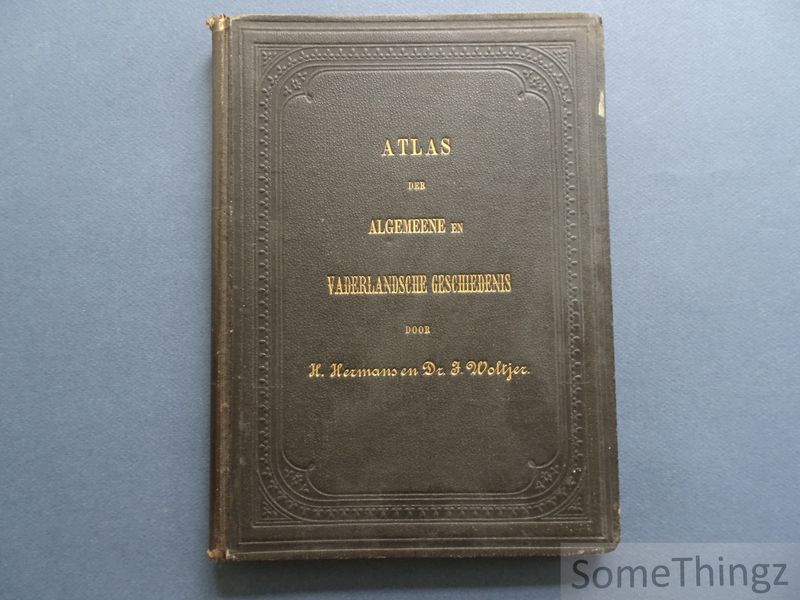 ATLAS
DER
ALGEMEENE EN
VADERLANDSCHE GESCHIEDENIS
DOOR
H. Hermans en Dr. J. Woltjer.
SomeThingz